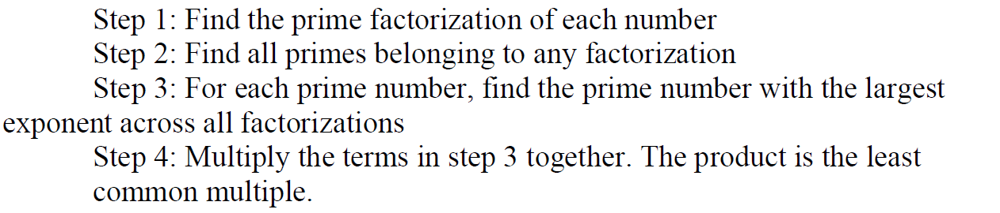 Step 1: Find the prime factorization of each number
Step 2: Find all primes belonging to any factorization
Step 3: For each prime number, find the prime number with the largest
exponent across all factorizations
Step 4: Multiply the terms in step 3 together. The product is the least
common multiple.